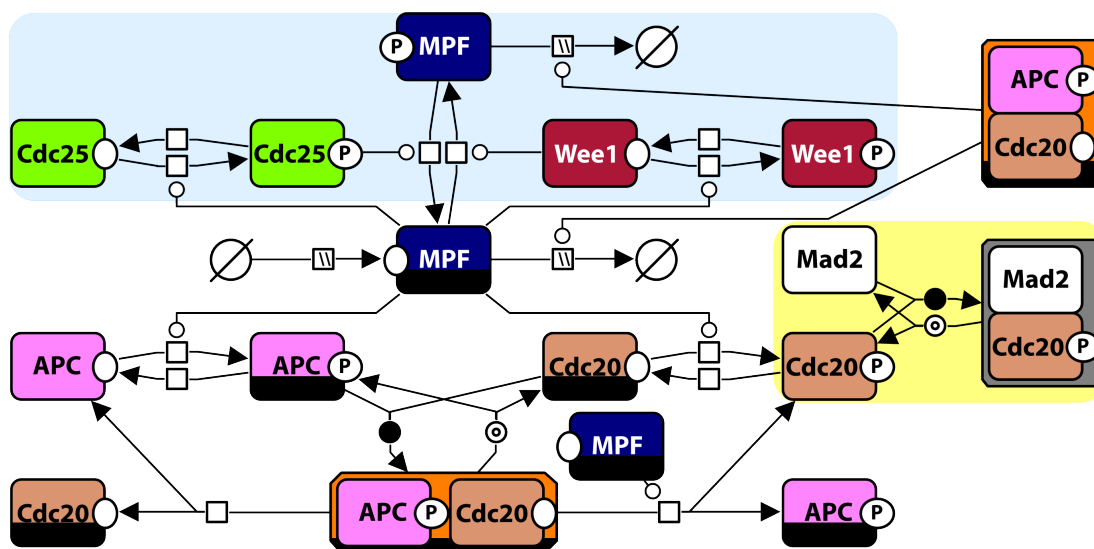 P MPF \\
APC P
Cdc25 Cdc25 P Wee1 Wee1 P Cdc20
\\ MPF \\ Mad2
Mad2
APC APC P Cdc20 Cdc20 P Cdc20 P
MPF
Cdc20 APC P Cdc20 APC P